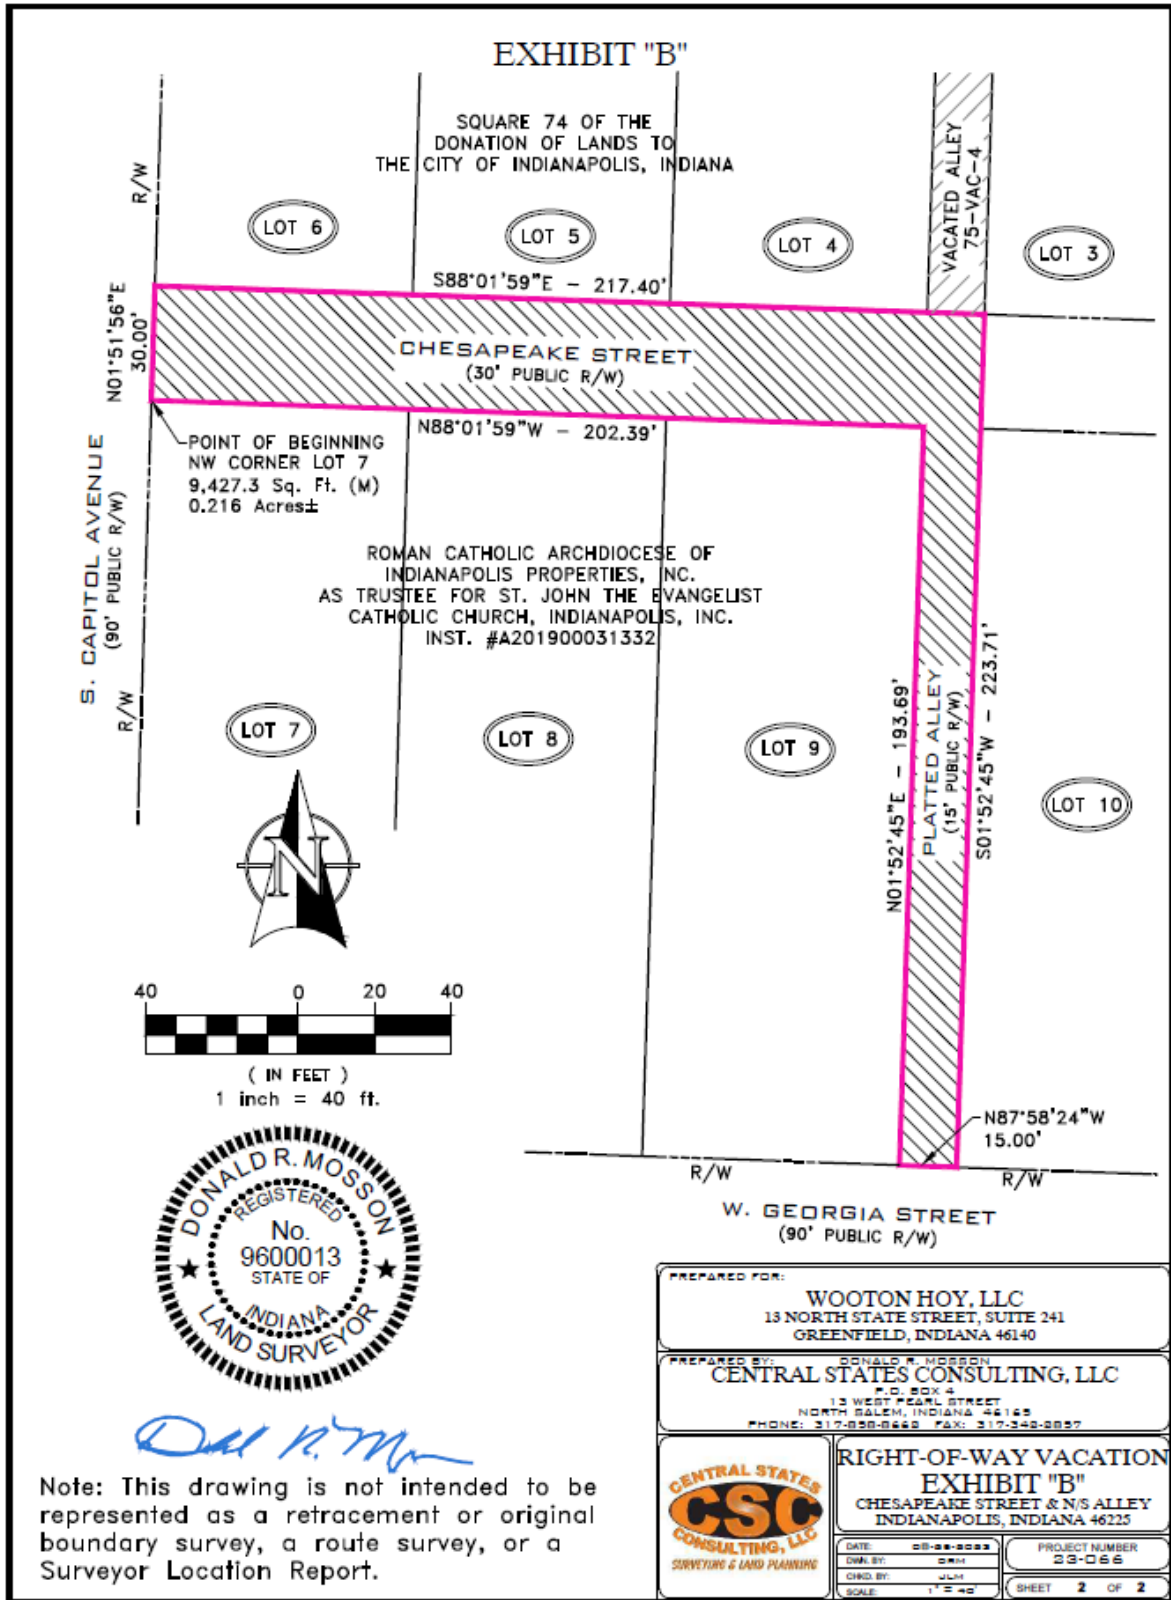 EXHIBIT "B"
SQUARE 74 OF THE
DONATION OF LANDS TO
THE CITY OF INDIANAPOLIS, INDIANA
VACATED ALLEY
75-VAC-4
R/W
LOT 6
LOT 5
LOT 4
LOT 3
S88°01'59"E - 217.40'
N01°51'56"E
30.00'
CHESAPEAKE STREET
(30' PUBLIC R/W)
N88°01'59"W - 202.39'
POINT OF BEGINNING
NW CORNER LOT 7
9,427.3 Sq. Ft. (M)
0.216 Acres±
S. CAPITOL AVENUE
(90' PUBLIC R/W)
R/W
ROMAN CATHOLIC ARCHDIOCESE OF
INDIANAPOLIS PROPERTIES, INC.
AS TRUSTEE FOR ST. JOHN THE EVANGELIST
CATHOLIC CHURCH, INDIANAPOLIS, INC.
INST. #A201900031332
N01°52'45"E - 193.69'
PLATTED ALLEY
(15' PUBLIC R/W)
S01°52'45"W - 223.71'
LOT 7
LOT 8
LOT 9
LOT 10
N
40 0 20 40
( IN FEET )
1 inch = 40 ft.
N87°58'24"W
15.00'
R/W
R/W
W. GEORGIA STREET
(90' PUBLIC R/W)
DONALD R. MOSSON
REGISTERED
No.
9600013
STATE OF
INDIANA
LAND SURVEYOR
Note: This drawing is not intended to be
represented as a retracement or original
boundary survey, a route survey, or a
Surveyor Location Report.
PREPARED FOR:
WOOTON HOY, LLC
13 NORTH STATE STREET, SUITE 241
GREENFIELD, INDIANA 46140
PREPARED BY: DONALD R. MOSSON
CENTRAL STATES CONSULTING, LLC
P.O. BOX 4
13 WEST PEARL STREET
NORTH SALEM, INDIANA 46165
PHONE: FAX:
CENTRAL STATES
CSC
CONSULTING, LLC
SURVEYING & LAND PLANNING
RIGHT-OF-WAY VACATION
EXHIBIT "B"
CHESAPEAKE STREET & N/S ALLEY
INDIANAPOLIS, INDIANA 46225
DATE:
DWN. BY: DRM
CHKD. BY: JLM
SCALE: 1" = 40'
PROJECT NUMBER
23-066
SHEET 2 OF 2